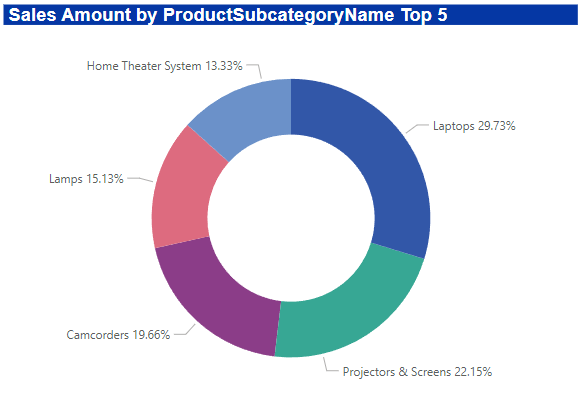 Sales Amount by ProductSubcategoryName Top 5
Home Theater System 13.33%
Laptops 29.73%
Lamps 15.13%
Camcorders 19.66%
Projectors & Screens 22.15%